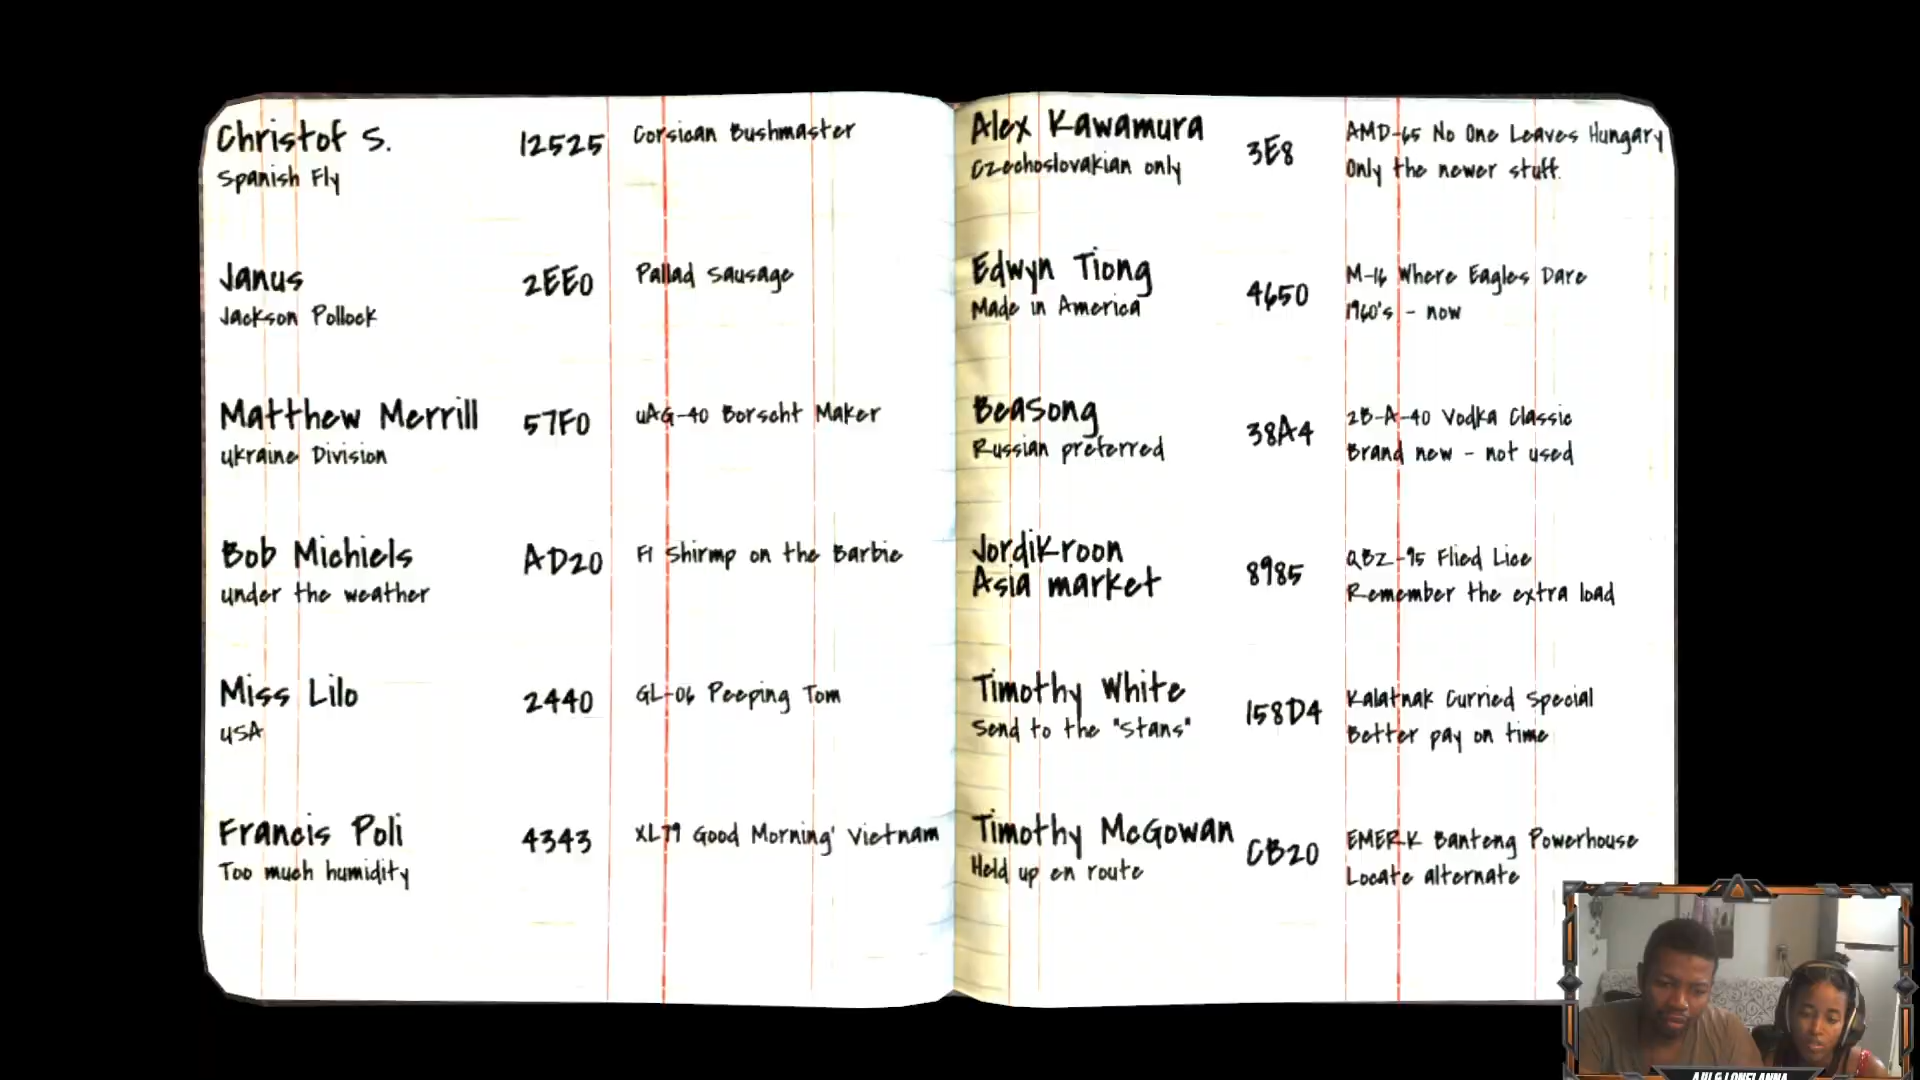 Christof S. 12525 Corsican Bushmaster
Spanish Fly
Janus 2EE0 Pallad Sausage
Jackson Pollock
Matthew Merrill 57F0 UAG-40 Borscht Maker
Ukraine Division
Bob Michiels AD20 F1 Shirmp on the Barbie
under the weather
Miss Lilo 2440 GL-06 Peeping Tom
USA
Francis Poli 4343 XL79 Good Morning' Vietnam
Too much humidity
Alex Kawamura 3E8 AMD-65 No One Leaves Hungary
Czechoslovakian only Only the newer stuff.
Edwyn Tiong 4650 M-16 Where Eagles Dare
Made in America 1960's - now
BeaSong 38A4 2B-A-40 Vodka Classic
Russian preferred Brand new - not used
JordiKroon 8985 QBZ-95 Flied Lice
Asia market Remember the extra load
Timothy White 158D4 Kalatnak Curried Special
Send to the "Stans" Better pay on time
Timothy McGowan CB20 EMERK Banteng Powerhouse
Held up en route Locate alternate